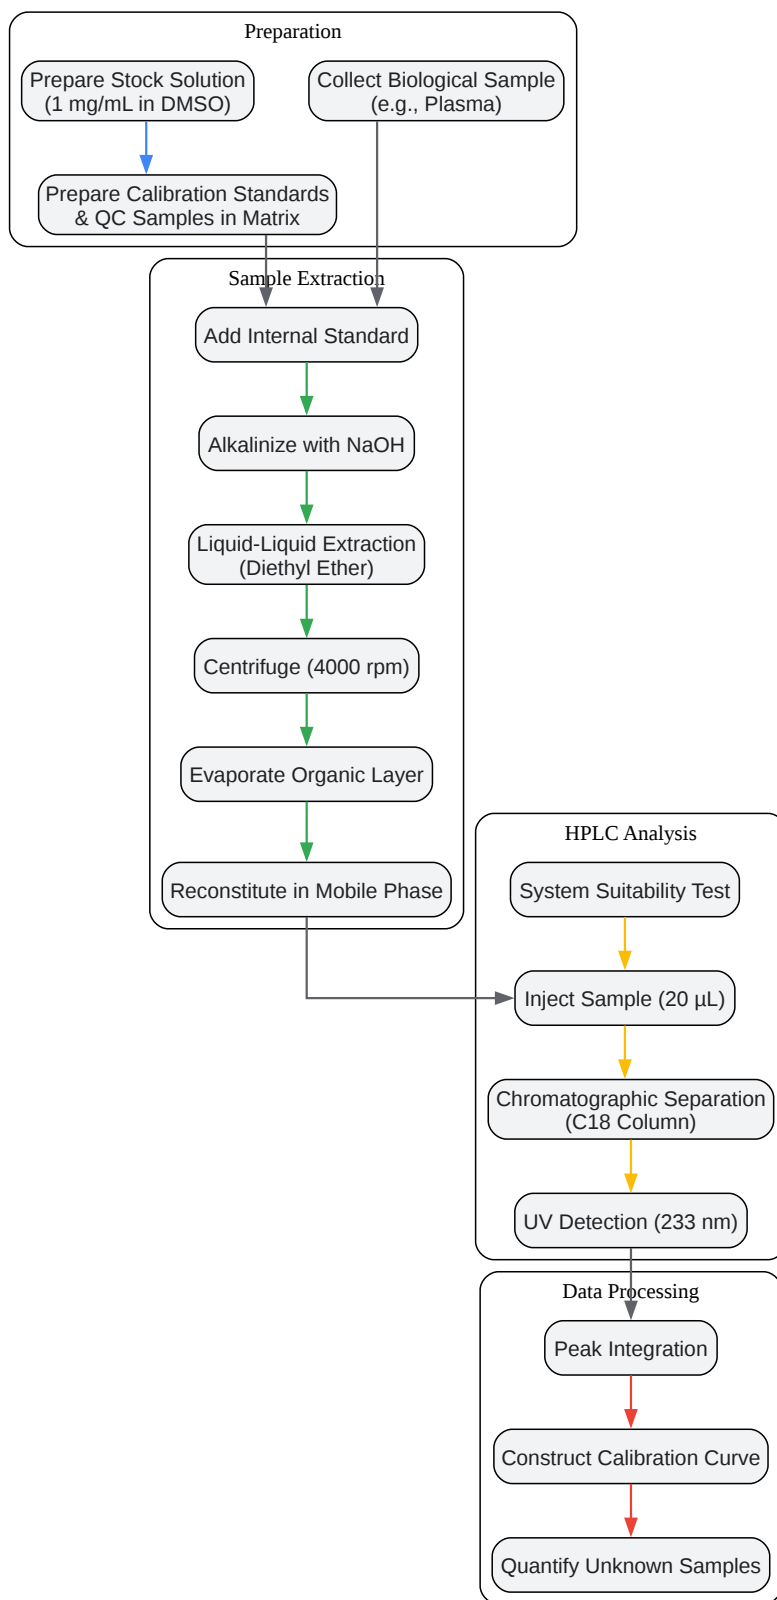 Preparation
Prepare Stock Solution
(1 mg/mL in DMSO)
Collect Biological Sample
(e.g., Plasma)
Prepare Calibration Standards
& QC Samples in Matrix
Sample Extraction
Add Internal Standard
Alkalinize with NaOH
Liquid-Liquid Extraction
(Diethyl Ether)
Centrifuge (4000 rpm)
Evaporate Organic Layer
Reconstitute in Mobile Phase
HPLC Analysis
System Suitability Test
Inject Sample (20 µL)
Chromatographic Separation
(C18 Column)
UV Detection (233 nm)
Data Processing
Peak Integration
Construct Calibration Curve
Quantify Unknown Samples